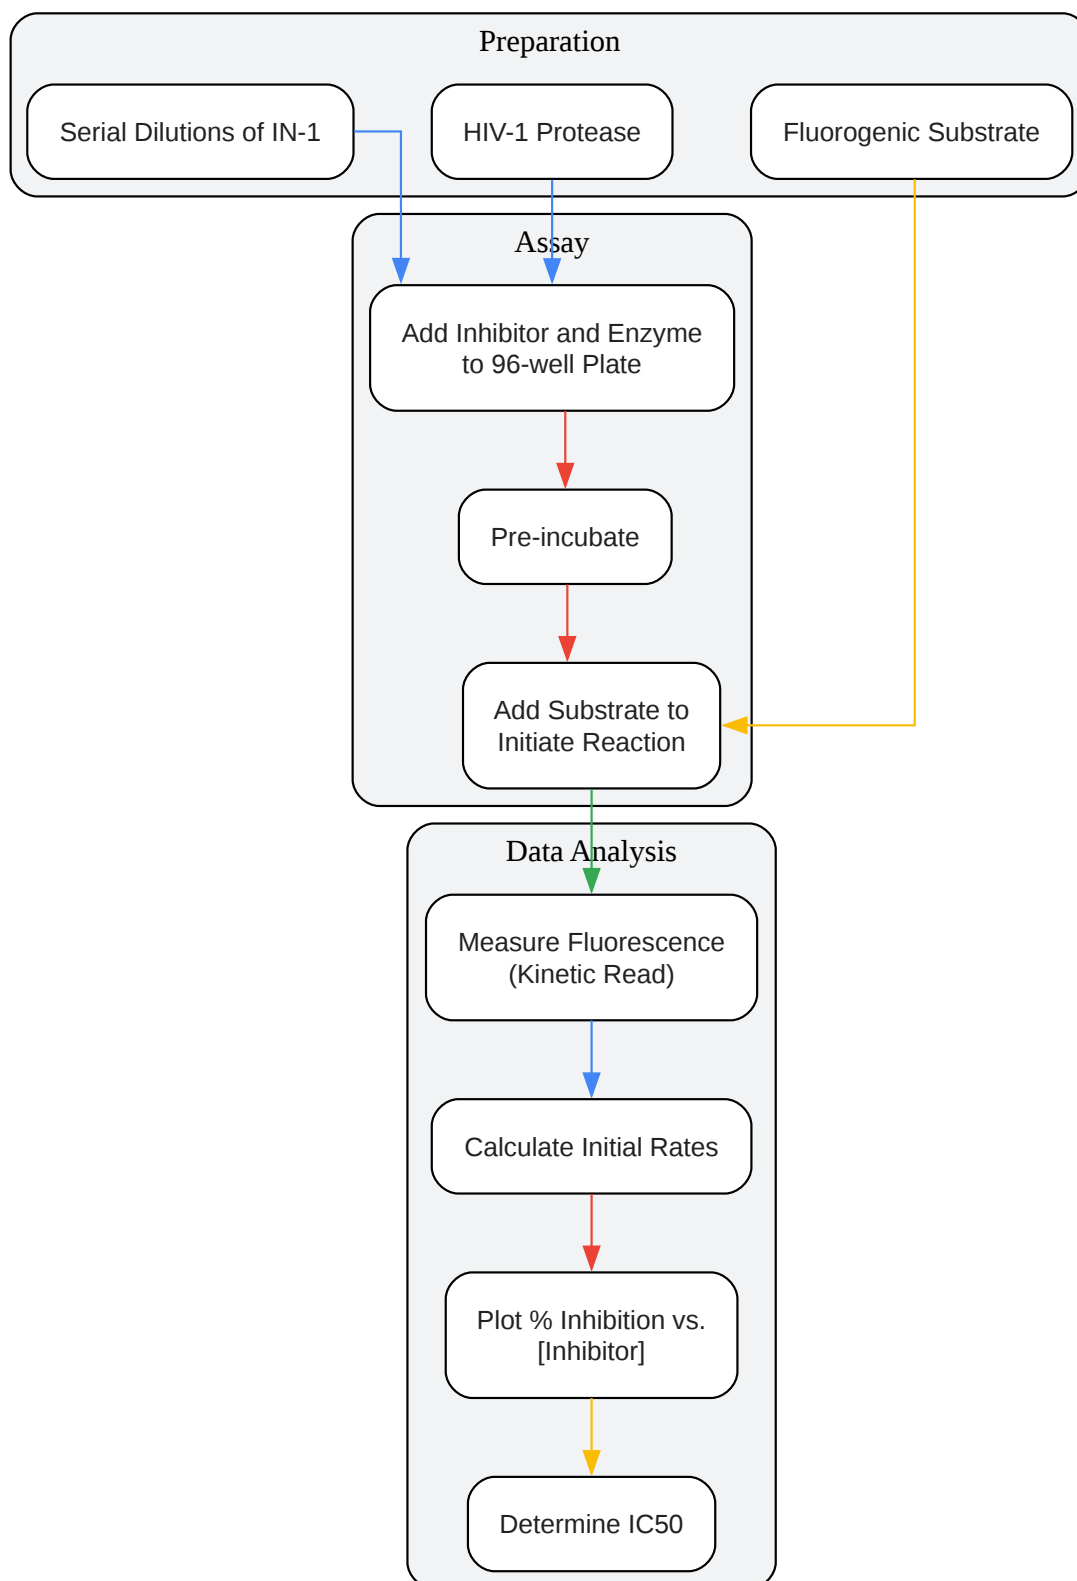 Preparation
Serial Dilutions of IN-1
HIV-1 Protease
Fluorogenic Substrate
Assay
Add Inhibitor and Enzyme
to 96-well Plate
Pre-incubate
Add Substrate to
Initiate Reaction
Data Analysis
Measure Fluorescence
(Kinetic Read)
Calculate Initial Rates
Plot % Inhibition vs.
[Inhibitor]
Determine IC50